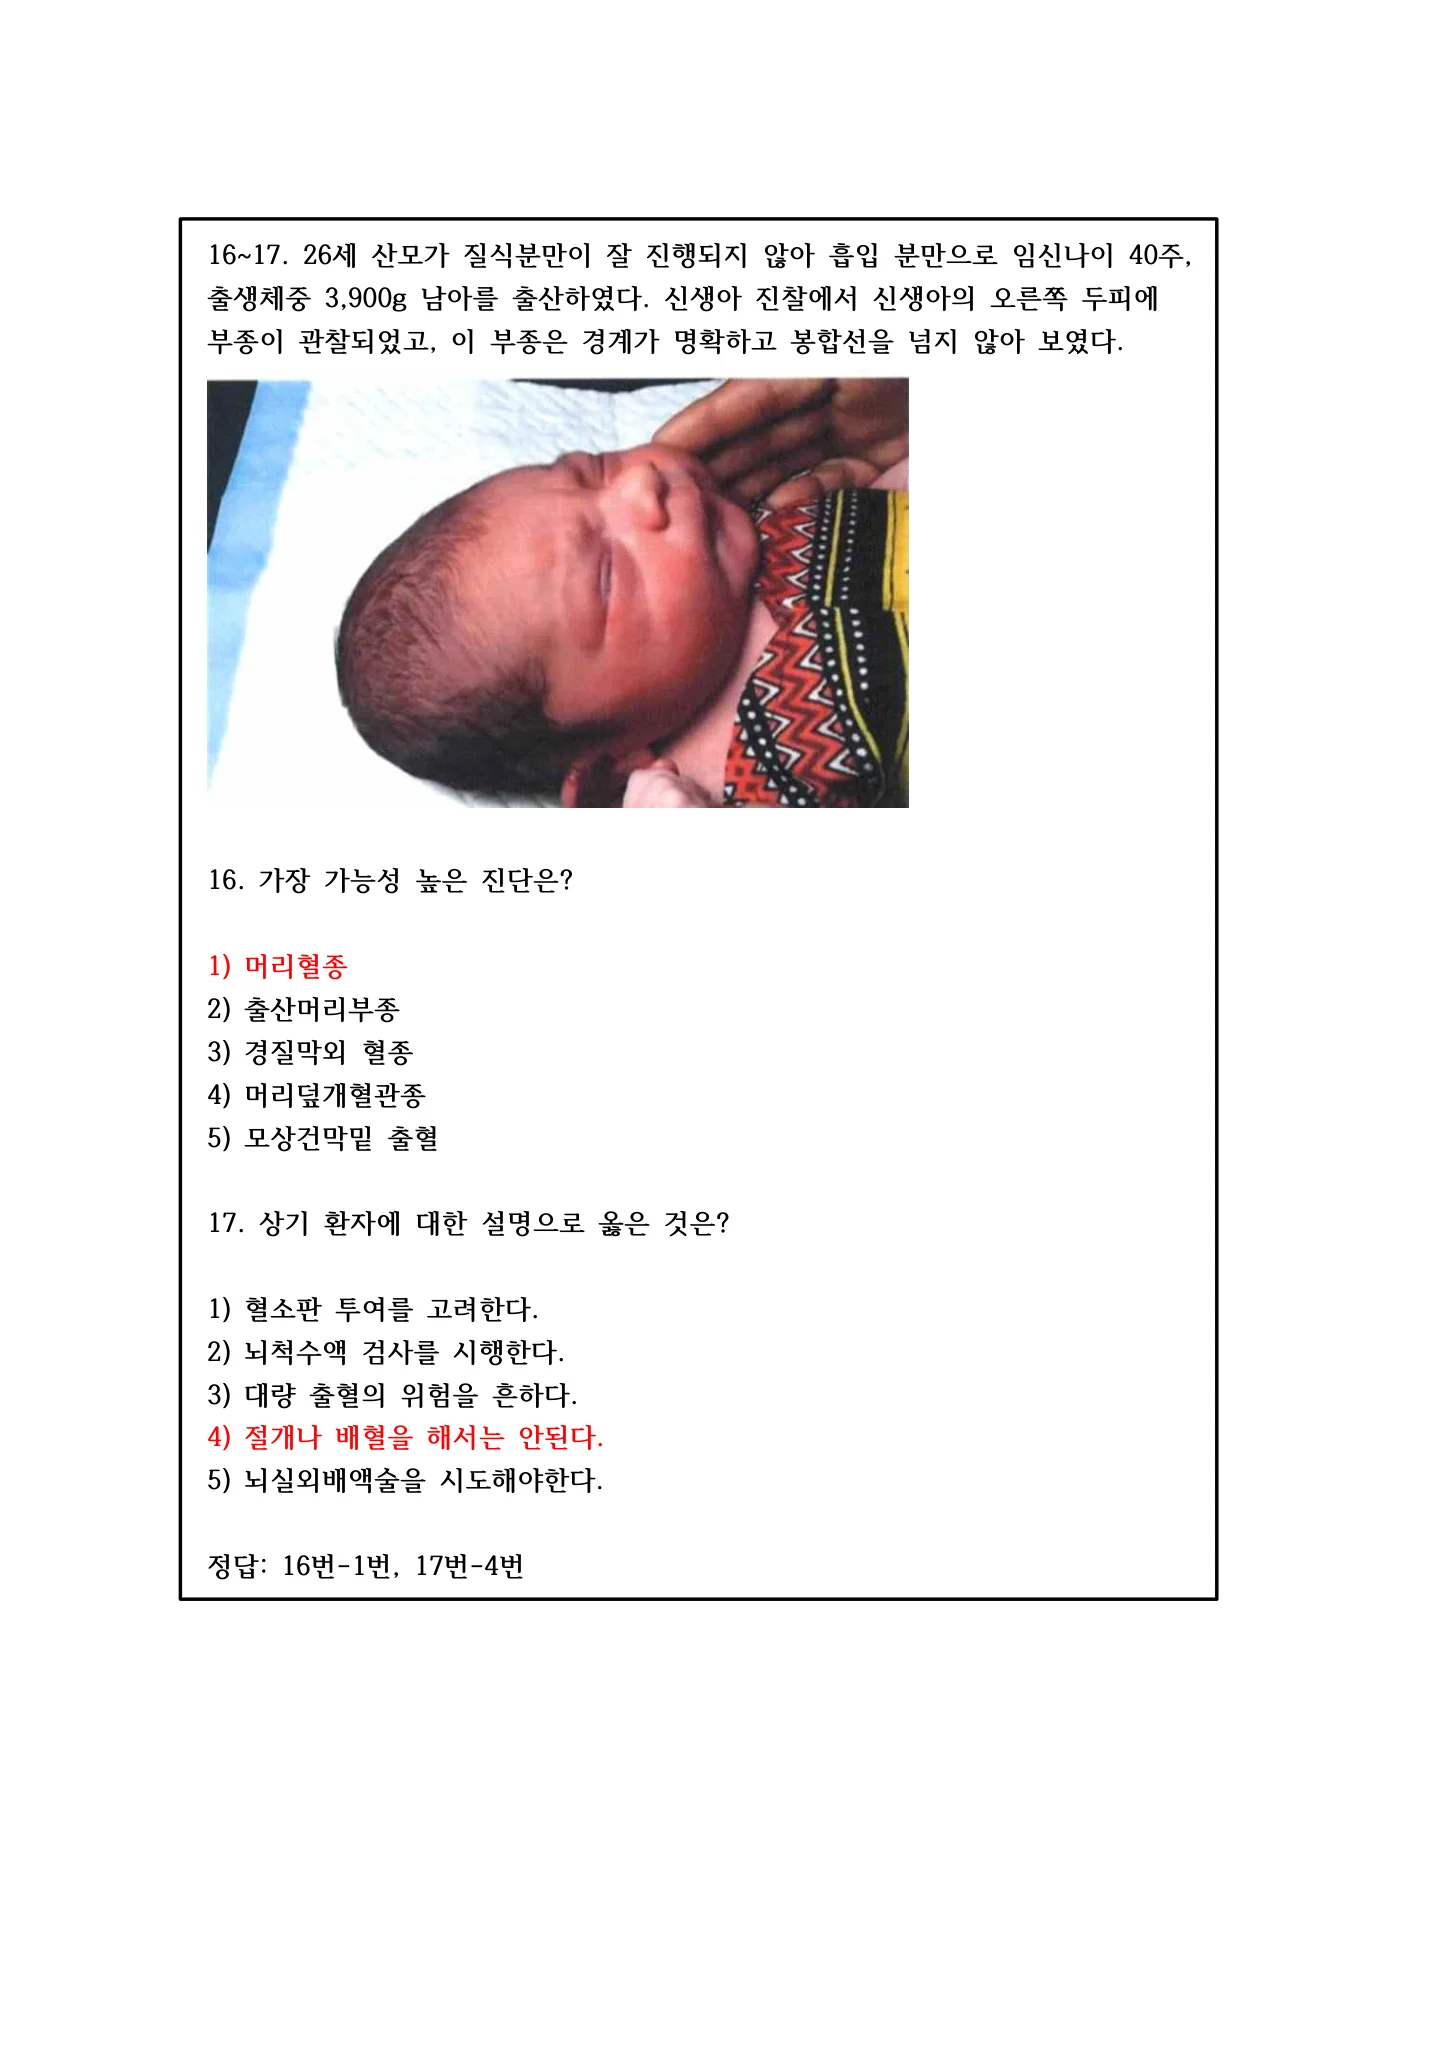 16~17. 26세 산모가 질식분만이 잘 진행되지 않아 흡입 분만으로 임신나이 40주,
출생체중 3,900g 남아를 출산하였다. 신생아 진찰에서 신생아의 오른쪽 두피에
부종이 관찰되었고, 이 부종은 경계가 명확하고 봉합선을 넘지 않아 보였다.
16. 가장 가능성 높은 진단은?
1) 머리혈종
2) 출산머리부종
3) 경질막외 혈종
4) 머리덮개혈관종
5) 모상건막밑 출혈
17. 상기 환자에 대한 설명으로 옳은 것은?
1) 혈소판 투여를 고려한다.
2) 뇌척수액 검사를 시행한다.
3) 대량 출혈의 위험을 흔하다.
4) 절개나 배혈을 해서는 안된다.
5) 뇌실외배액술을 시도해야한다.
정답: 16번-1번, 17번-4번